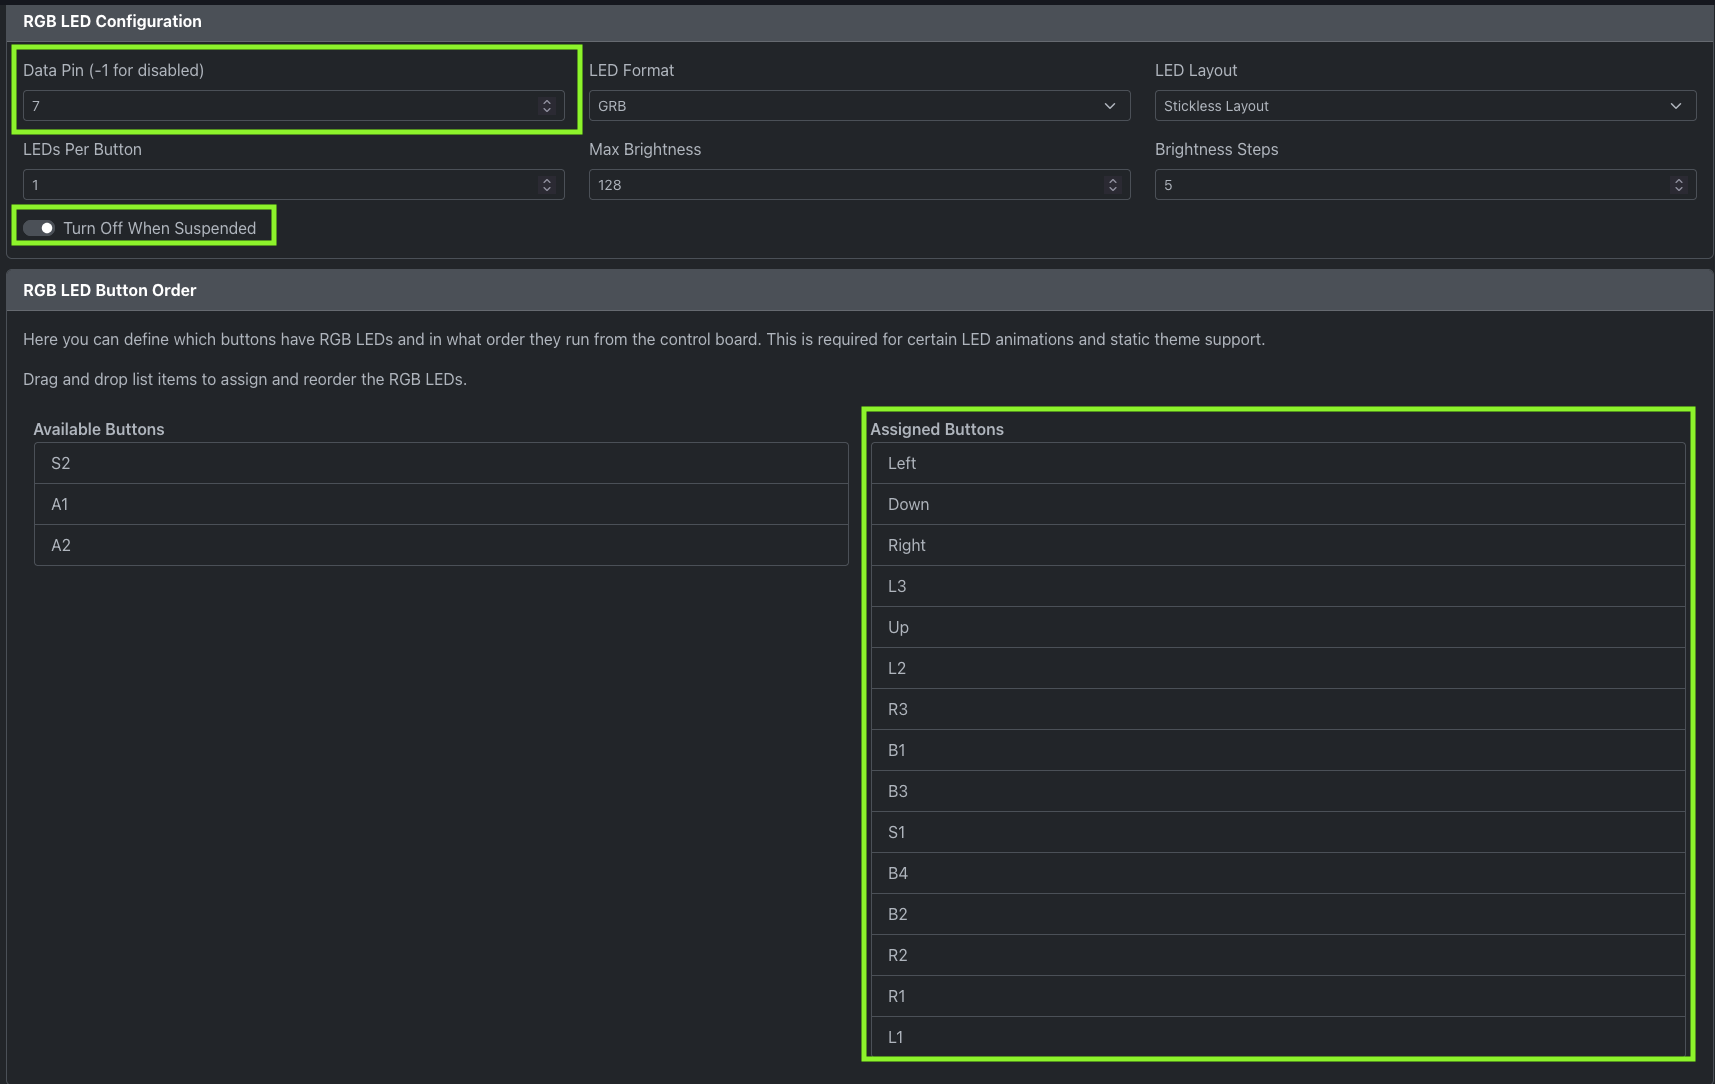 RGB LED Configuration
Data Pin (-1 for disabled)
LED Format
LED Layout
7
GRB
Stickless Layout
LEDs Per Button
Max Brightness
Brightness Steps
1
128
5
Turn Off When Suspended
RGB LED Button Order
Here you can define which buttons have RGB LEDs and in what order they run from the control board. This is required for certain LED animations and static theme support.
Drag and drop list items to assign and reorder the RGB LEDs.
Available Buttons
S2
A1
A2
Assigned Buttons
Left
Down
Right
L3
Up
L2
R3
B1
B3
S1
B4
B2
R2
R1
L1